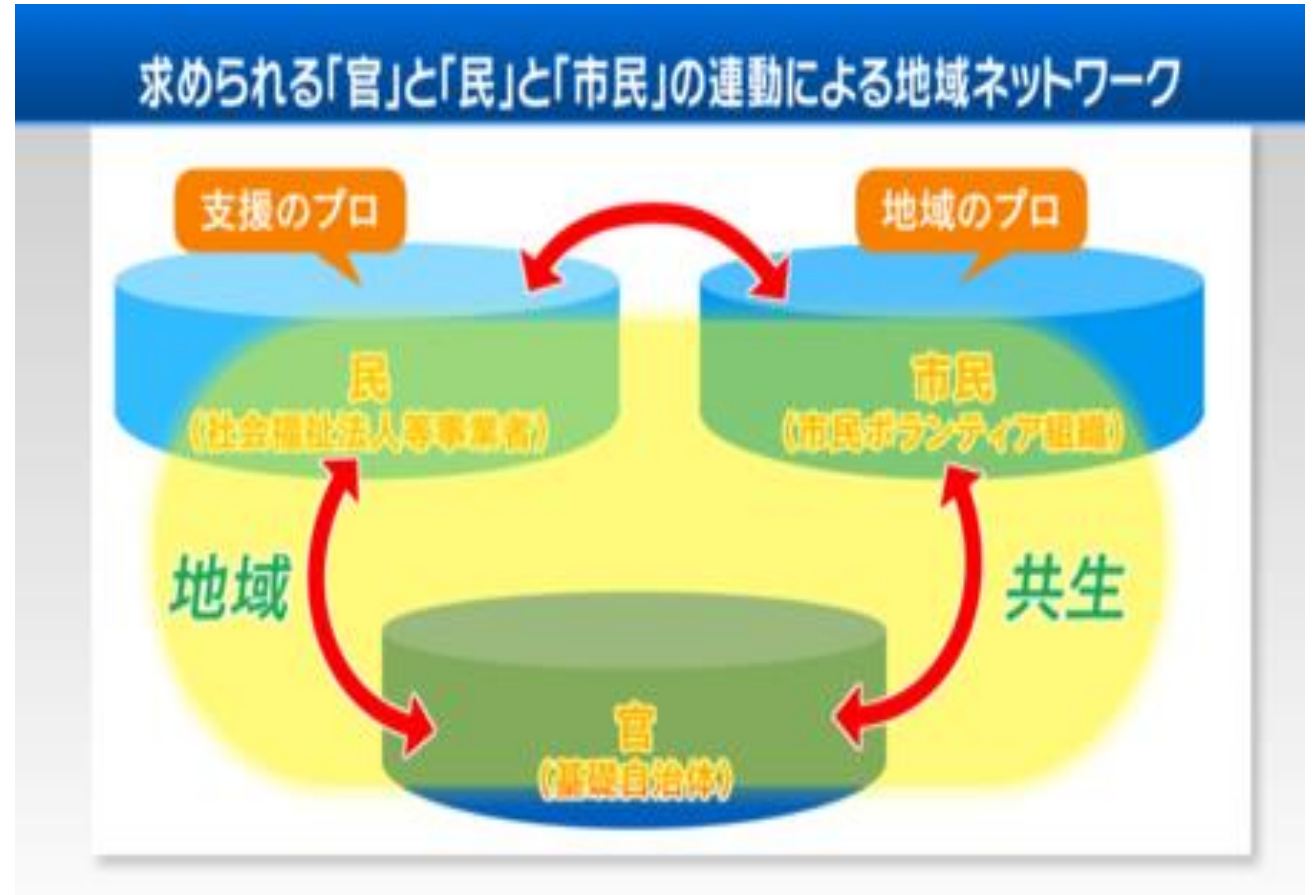 求められる「官」と「民」と「市民」の連動による地域ネットワーク
支援のプロ
地域のプロ
民
(社会福祉法人等事業者)
市民
(市民ボランティア組織)
地域
共生
官
(基礎自治体)